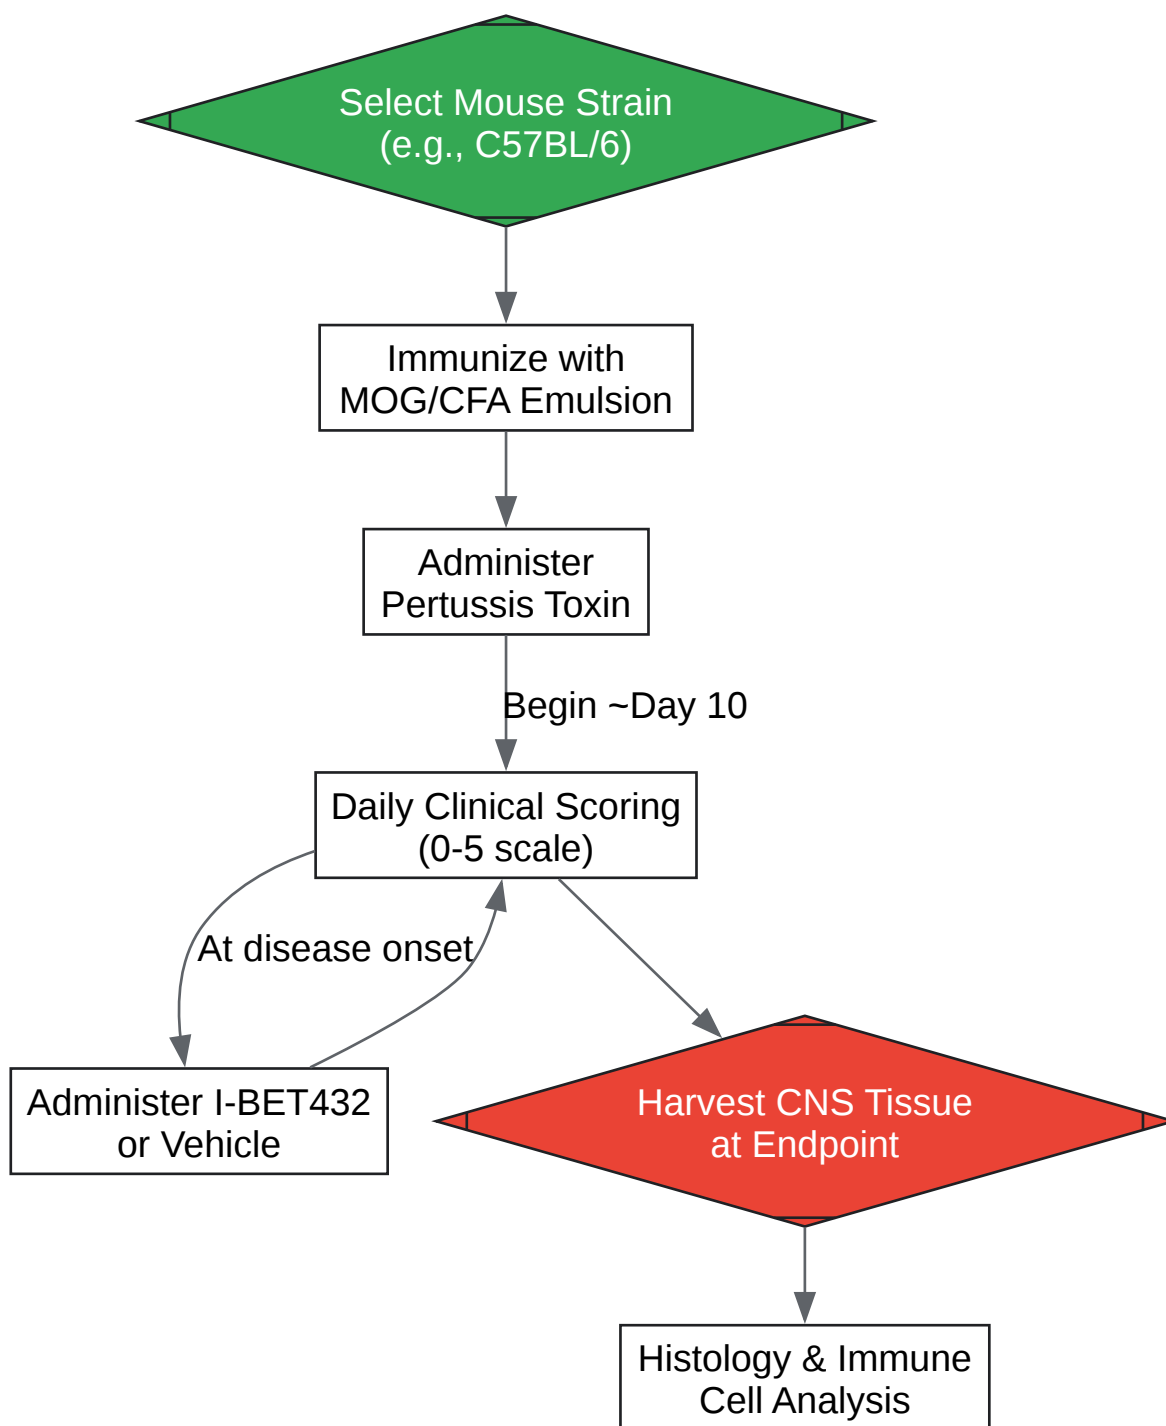 Select Mouse Strain
(e.g., C57BL/6)
Immunize with
MOG/CFA Emulsion
Administer
Pertussis Toxin
Begin ~Day 10
Daily Clinical Scoring
(0-5 scale)
At disease onset
Administer I-BET432
or Vehicle
Harvest CNS Tissue
at Endpoint
Histology & Immune
Cell Analysis